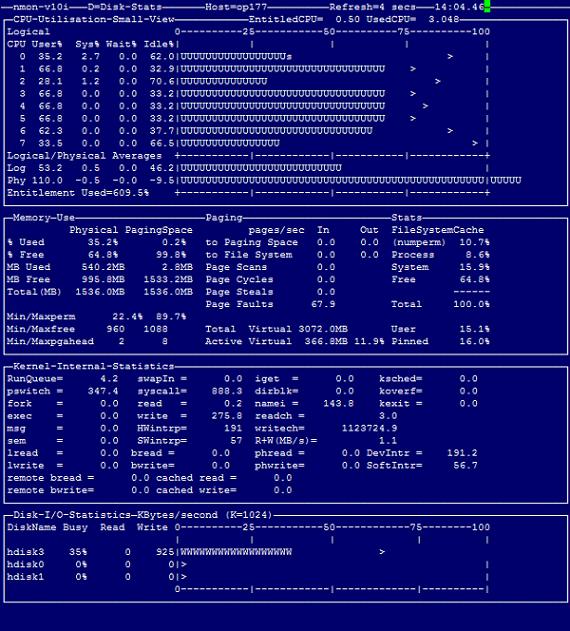 nmon-v10i D=Disk-Stats Host=op177 Refresh=4 secs 14:04.46
CPU-Utilisation-Small-View EntitledCPU= 0.50 UsedCPU= 3.048
Logical 0-----------25-----------50----------75----------100
CPU User% Sys% Wait% Idle%| | | | |
0 35.2 2.7 0.0 62.0|UUUUUUUUUUUUUUUUUs > |
1 66.8 0.2 0.0 32.9|UUUUUUUUUUUUUUUUUUUUUUUUUUUUUUUUU > |
2 28.1 1.2 0.0 70.6|UUUUUUUUUUUUUU > |
3 66.8 0.0 0.0 33.2|UUUUUUUUUUUUUUUUUUUUUUUUUUUUUUUUU > |
4 66.8 0.0 0.0 33.2|UUUUUUUUUUUUUUUUUUUUUUUUUUUUUUUUU > |
5 66.8 0.0 0.0 33.2|UUUUUUUUUUUUUUUUUUUUUUUUUUUUUUUUU > |
6 62.3 0.0 0.0 37.7|UUUUUUUUUUUUUUUUUUUUUUUUUUUUUUU > |
7 33.5 0.0 0.0 66.5|UUUUUUUUUUUUUUUU > |
Logical/Physical Averages +-----------|------------|-----------|------------+
Log 53.2 0.5 0.0 46.2|UUUUUUUUUUUUUUUUUUUUUUUUUU |
Phy 110.0 -0.5 -0.0 -9.5|UUUUUUUUUUUUUUUUUUUUUUUUUUUUUUUUUUUUUUUUUUUUUUUUUU|UUUUU
Entitlement Used=609.5% +-----------|------------|-----------|------------+
Memory-Use Paging Stats
Physical PagingSpace pages/sec In Out FileSystemCache
% Used 35.2% 0.2% to Paging Space 0.0 0.0 (numperm) 10.7%
% Free 64.8% 99.8% to File System 0.0 0.0 Process 8.6%
MB Used 540.2MB 2.8MB Page Scans 0.0 System 15.9%
MB Free 995.8MB 1533.2MB Page Cycles 0.0 Free 64.8%
Total(MB) 1536.0MB 1536.0MB Page Steals 0.0 ------
Page Faults 67.9 Total 100.0%
Min/Maxperm 22.4% 89.7%
Min/Maxfree 960 1088 Total Virtual 3072.0MB User 15.1%
Min/Maxpgahead 2 8 Active Virtual 366.8MB 11.9% Pinned 16.0%
Kernel-Internal-Statistics
RunQueue= 4.2 swapIn = 0.0 iget = 0.0 ksched= 0.0
pswitch = 347.4 syscall= 888.3 dirblk= 0.0 koverf= 0.0
fork = 0.0 read = 0.2 namei = 143.8 kexit = 0.0
exec = 0.0 write = 275.8 readch = 3.0
msg = 0.0 HWintrp= 191 writech= 1123724.9
sem = 0.0 SWintrp= 57 R+W(MB/s)= 1.1
lread = 0.0 bread = 0.0 phread = 0.0 DevIntr = 191.2
lwrite = 0.0 bwrite= 0.0 phwrite= 0.0 SoftIntr= 56.7
remote bread = 0.0 cached read = 0.0
remote bwrite= 0.0 cached write= 0.0
Disk-I/O-Statistics-KBytes/second (K=1024)
DiskName Busy Read Write 0-----------25-----------50----------75----------100
| | | |
hdisk3 35% 0 925|WWWWWWWWWWWWWWWWWW > |
hdisk0 0% 0 0|> |
hdisk1 0% 0 0|> |
0-----------|------------|-----------|-----------100